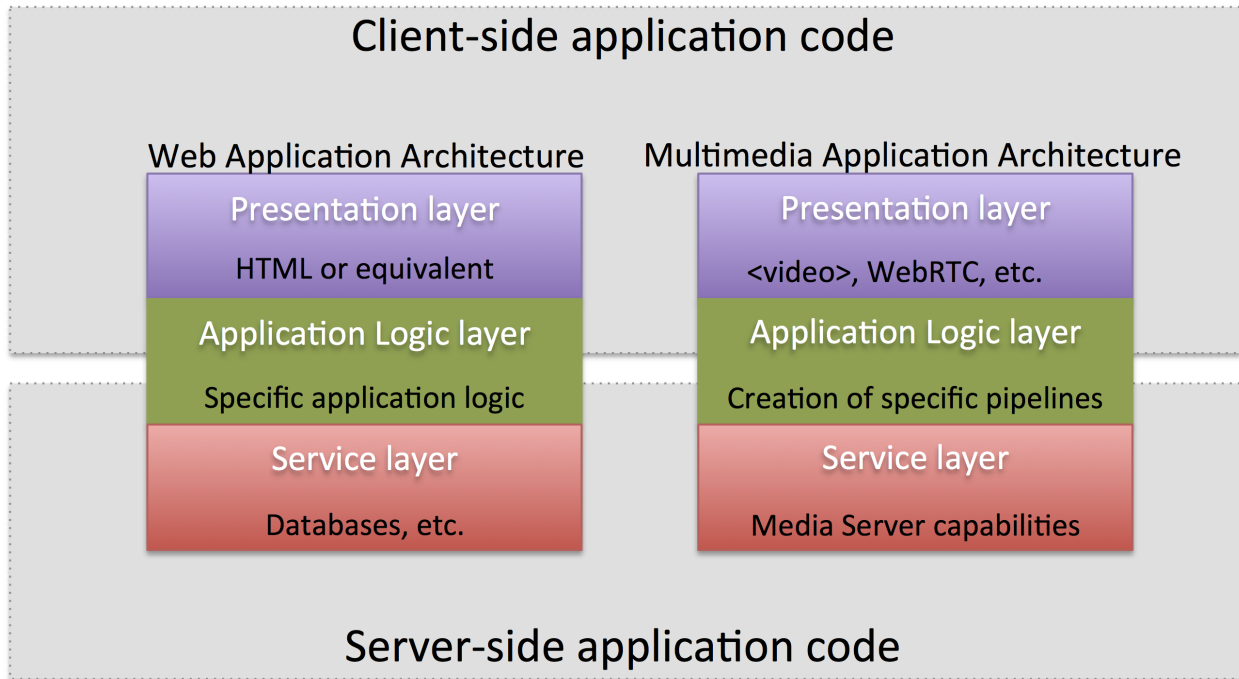 Client-side application code
Web Application Architecture
Presentation layer
HTML or equivalent
Application Logic layer
Specific application logic
Service layer
Databases, etc.
Multimedia Application Architecture
Presentation layer
<video>, WebRTC, etc.
Application Logic layer
Creation of specific pipelines
Service layer
Media Server capabilities
Server-side application code